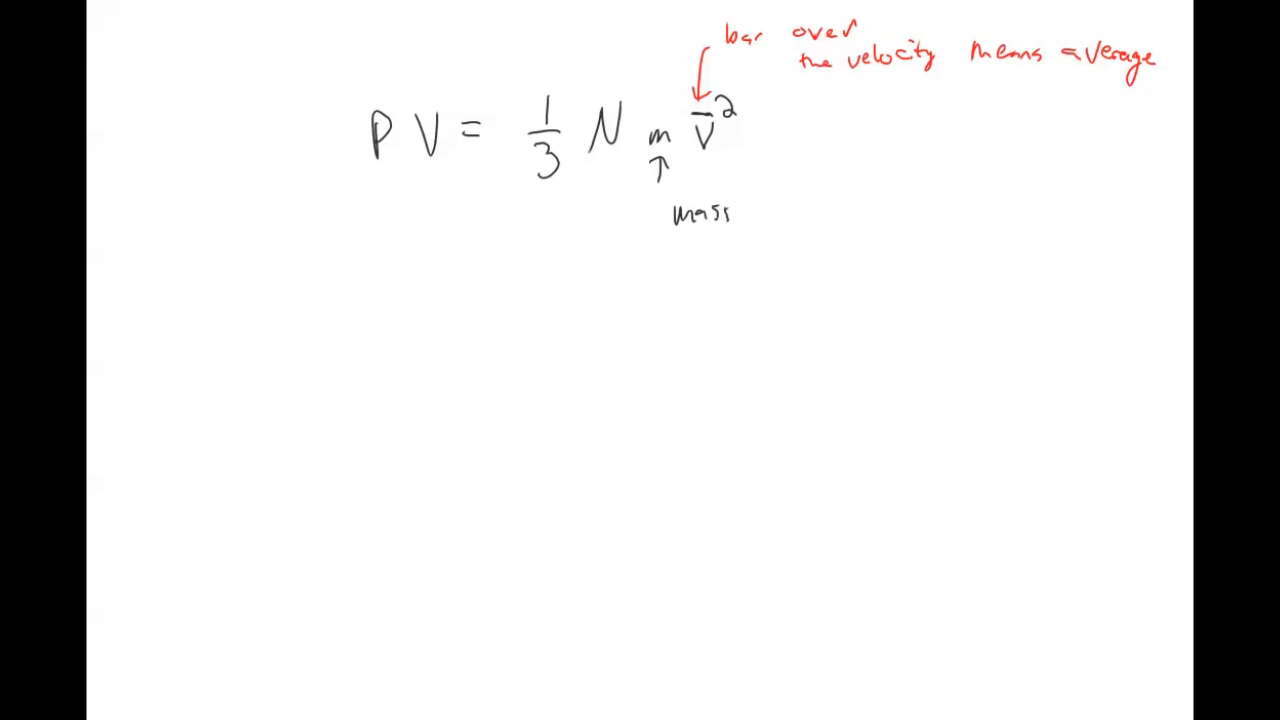 bar over
the velocity means average
P V = 1/3 N m v̅²
↑
mass